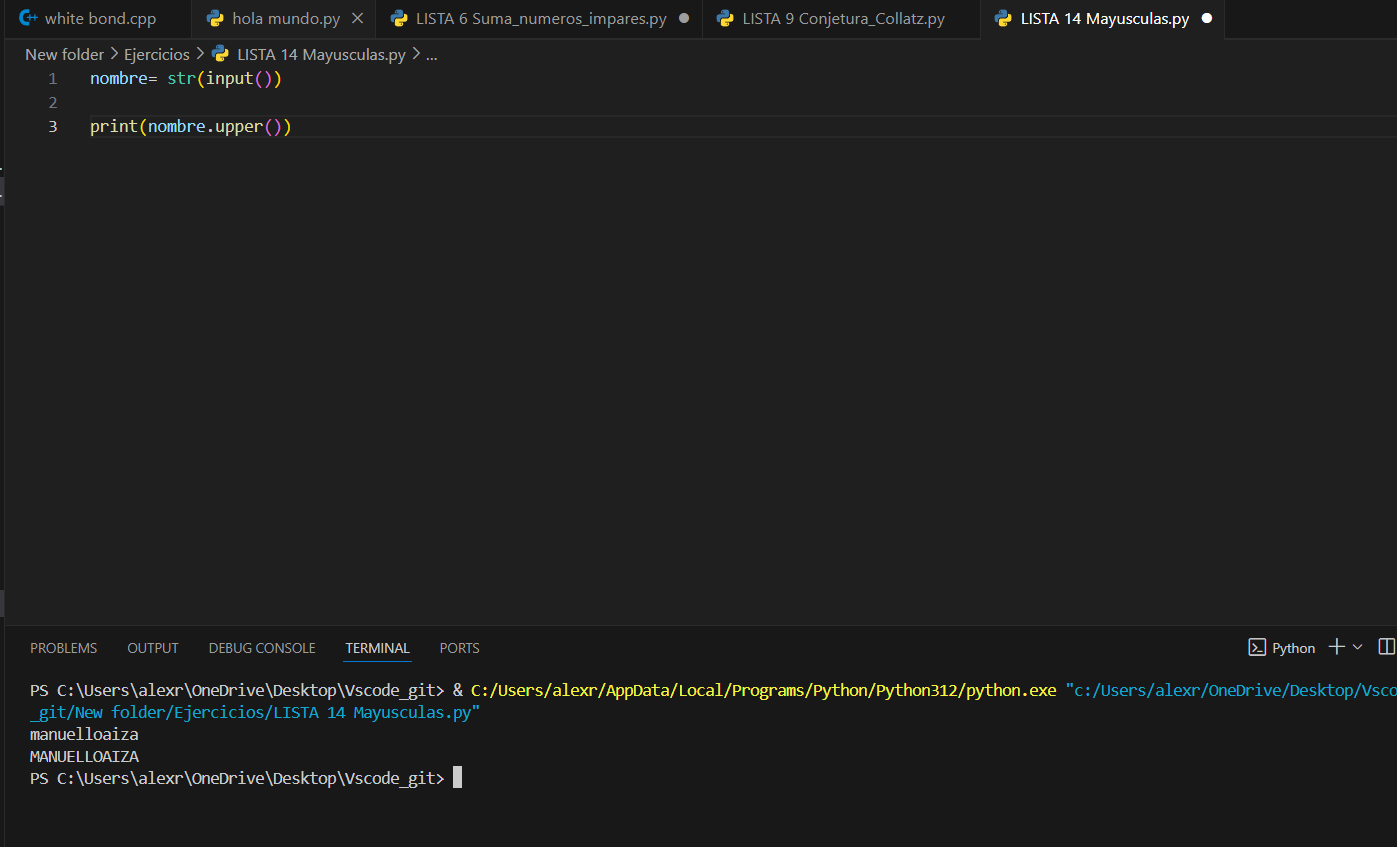 white bond.cpp hola mundo.py LISTA 6 Suma_numeros_impares.py LISTA 9 Conjetura_Collatz.py LISTA 14 Mayusculas.py
New folder > Ejercicios > LISTA 14 Mayusculas.py > ...
1 nombre= str(input())
2
3 print(nombre.upper())
PROBLEMS OUTPUT DEBUG CONSOLE TERMINAL PORTS Python
PS C:\Users\alexr\OneDrive\Desktop\Vscode_git> & C:/Users/alexr/AppData/Local/Programs/Python/Python312/python.exe "c:/Users/alexr/OneDrive/Desktop/Vsco
_git/New folder/Ejercicios/LISTA 14 Mayusculas.py"
manuelloaiza
MANUELLOAIZA
PS C:\Users\alexr\OneDrive\Desktop\Vscode_git>